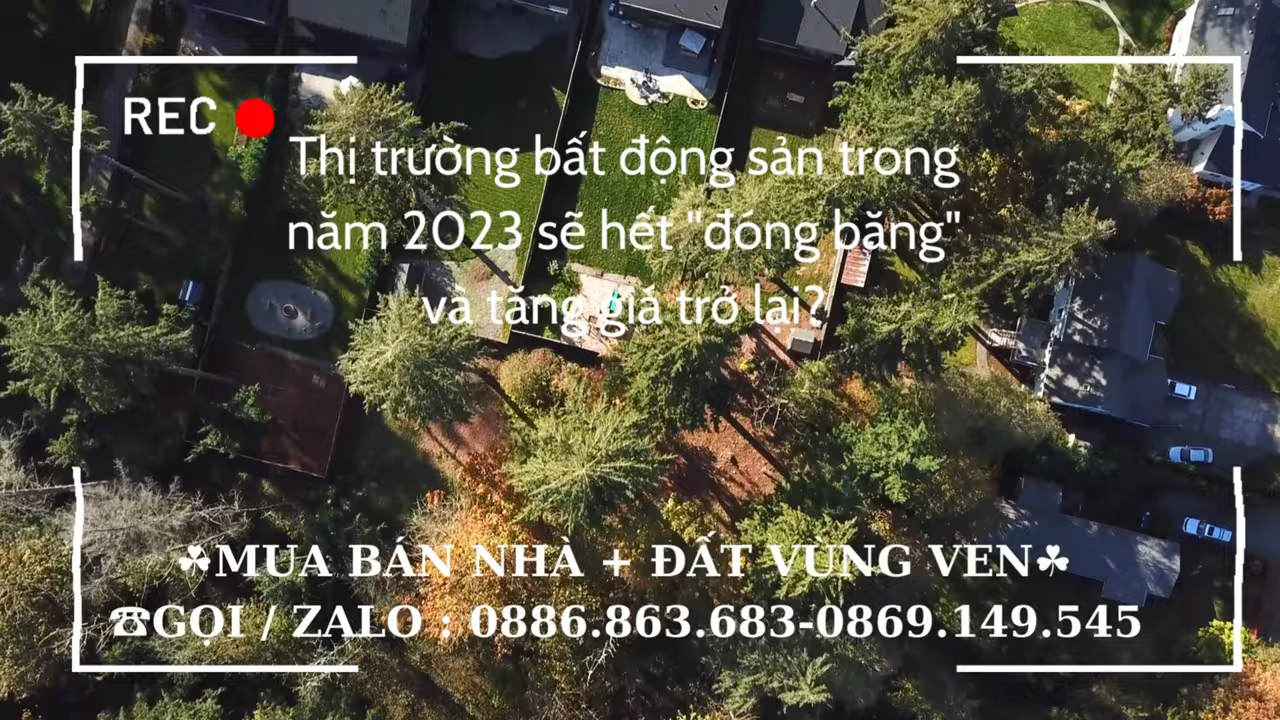 REC
Thị trường bất động sản trong
năm 2023 sẽ hết "đóng băng"
và tăng giá trở lại?
☘MUA BÁN NHÀ + ĐẤT VÙNG VEN☘
☎GỌI / ZALO : 0886.863.683-0869.149.545